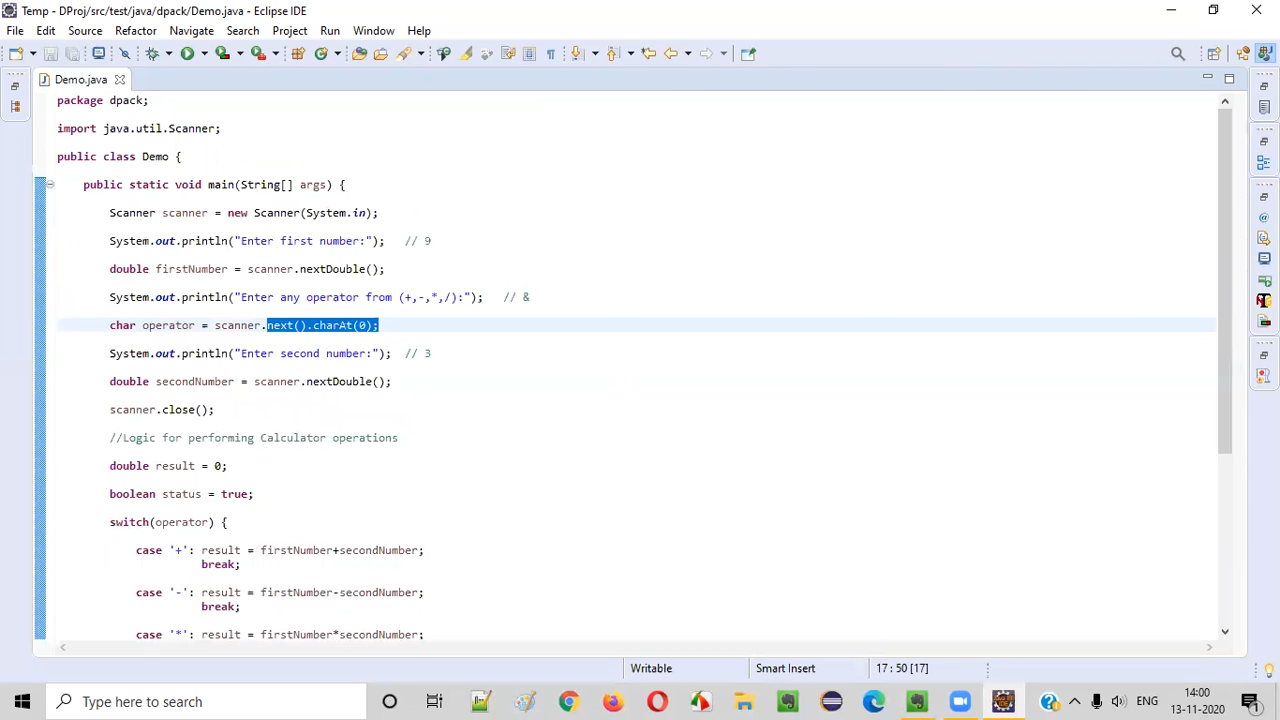 Temp - DProj/src/test/java/dpack/Demo.java - Eclipse IDE
File Edit Source Refactor Navigate Search Project Run Window Help
Demo.java
package dpack;
import java.util.Scanner;
public class Demo {
public static void main(String[] args) {
Scanner scanner = new Scanner(System.in);
System.out.println("Enter first number:"); // 9
double firstNumber = scanner.nextDouble();
System.out.println("Enter any operator from (+,-,*,/):"); // &
char operator = scanner.next().charAt(0);
System.out.println("Enter second number:"); // 3
double secondNumber = scanner.nextDouble();
scanner.close();
//Logic for performing Calculator operations
double result = 0;
boolean status = true;
switch(operator) {
case '+': result = firstNumber+secondNumber;
break;
case '-': result = firstNumber-secondNumber;
break;
case '*': result = firstNumber*secondNumber;
Writable Smart Insert 17 : 50 [17]
Type here to search
ENG
14:00
13-11-2020